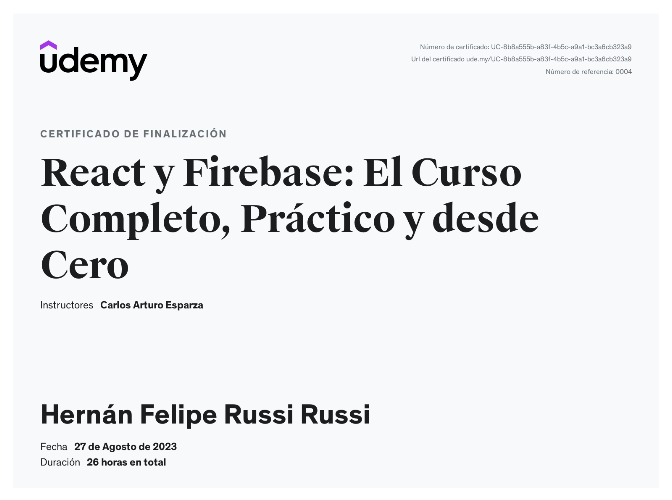 udemy
Número de certificado: UC-8b8a555b-a83f-4b5c-a9a1-bc3a6cb323a9
Url del certificado ude.my/UC-8b8a555b-a83f-4b5c-a9a1-bc3a6cb323a9
Número de referencia: 0004
CERTIFICADO DE FINALIZACIÓN
React y Firebase: El Curso
Completo, Práctico y desde
Cero
Instructores Carlos Arturo Esparza
Hernán Felipe Russi Russi
Fecha 27 de Agosto de 2023
Duración 26 horas en total